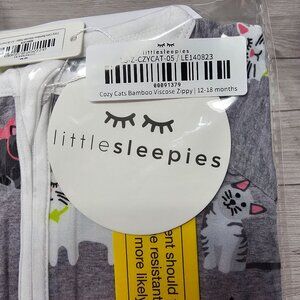 littlesleepies
Z-CZYCAT-05 / LE140823
00091379
Cozy Cats Bamboo Viscose Zippy | 12-18 months
littlesleepies
ent should
e resistant
more likely